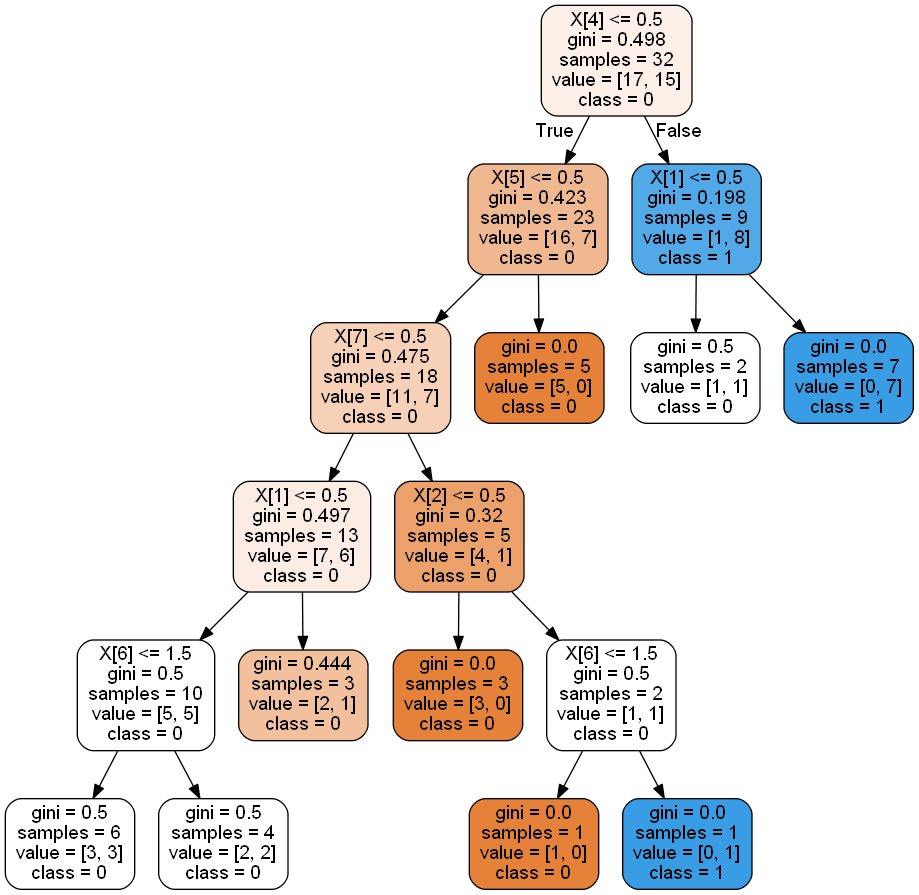 X[4] <= 0.5
gini = 0.498
samples = 32
value = [17, 15]
class = 0
True
False
X[5] <= 0.5
gini = 0.423
samples = 23
value = [16, 7]
class = 0
X[1] <= 0.5
gini = 0.198
samples = 9
value = [1, 8]
class = 1
X[7] <= 0.5
gini = 0.475
samples = 18
value = [11, 7]
class = 0
gini = 0.0
samples = 5
value = [5, 0]
class = 0
gini = 0.5
samples = 2
value = [1, 1]
class = 0
gini = 0.0
samples = 7
value = [0, 7]
class = 1
X[1] <= 0.5
gini = 0.497
samples = 13
value = [7, 6]
class = 0
X[2] <= 0.5
gini = 0.32
samples = 5
value = [4, 1]
class = 0
X[6] <= 1.5
gini = 0.5
samples = 10
value = [5, 5]
class = 0
gini = 0.444
samples = 3
value = [2, 1]
class = 0
gini = 0.0
samples = 3
value = [3, 0]
class = 0
X[6] <= 1.5
gini = 0.5
samples = 2
value = [1, 1]
class = 0
gini = 0.5
samples = 6
value = [3, 3]
class = 0
gini = 0.5
samples = 4
value = [2, 2]
class = 0
gini = 0.0
samples = 1
value = [1, 0]
class = 0
gini = 0.0
samples = 1
value = [0, 1]
class = 1